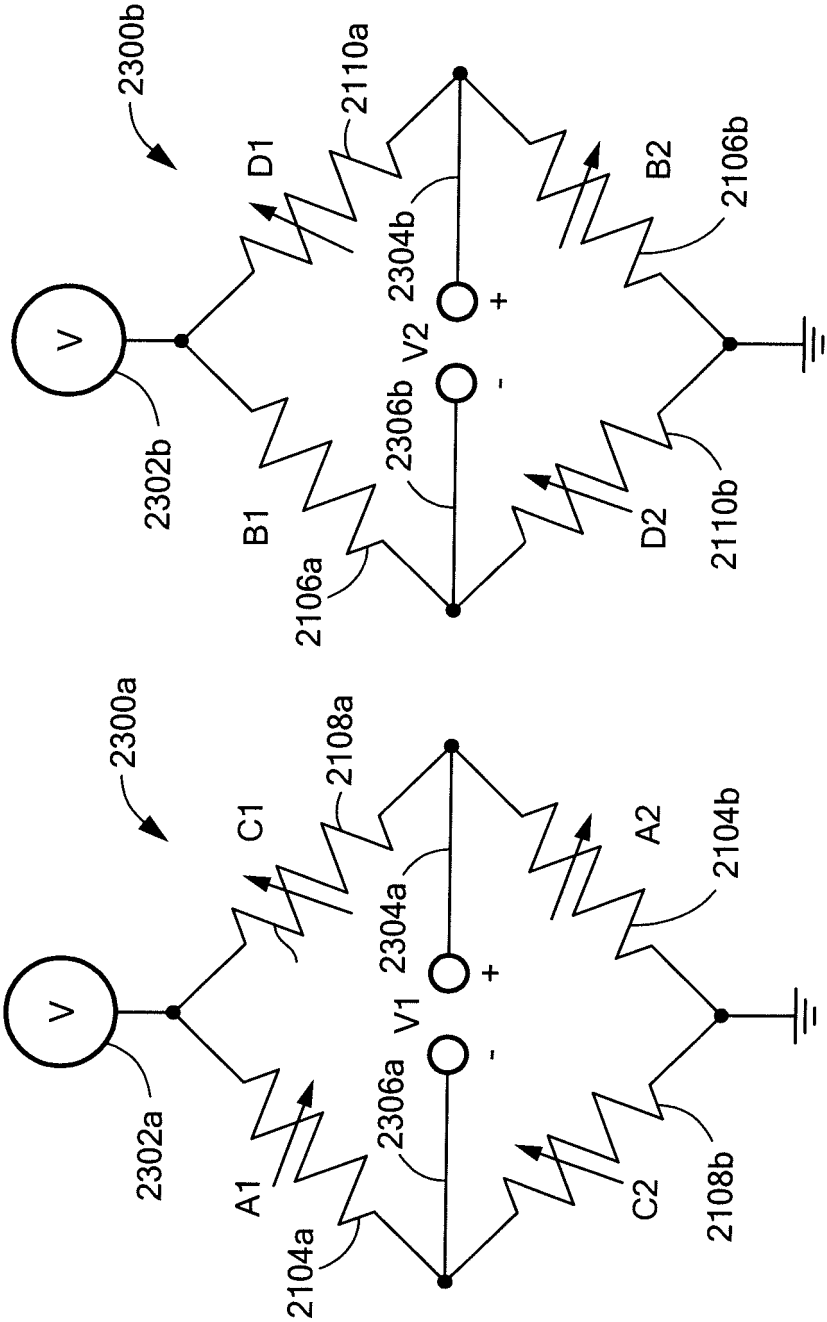 2300a
V
2302a
A1
C1
2104a
2108a
2306a
2304a
V1
-
+
C2
A2
2108b
2104b
2300b
V
2302b
B1
D1
2106a
2110a
2306b
2304b
V2
-
+
D2
B2
2110b
2106b